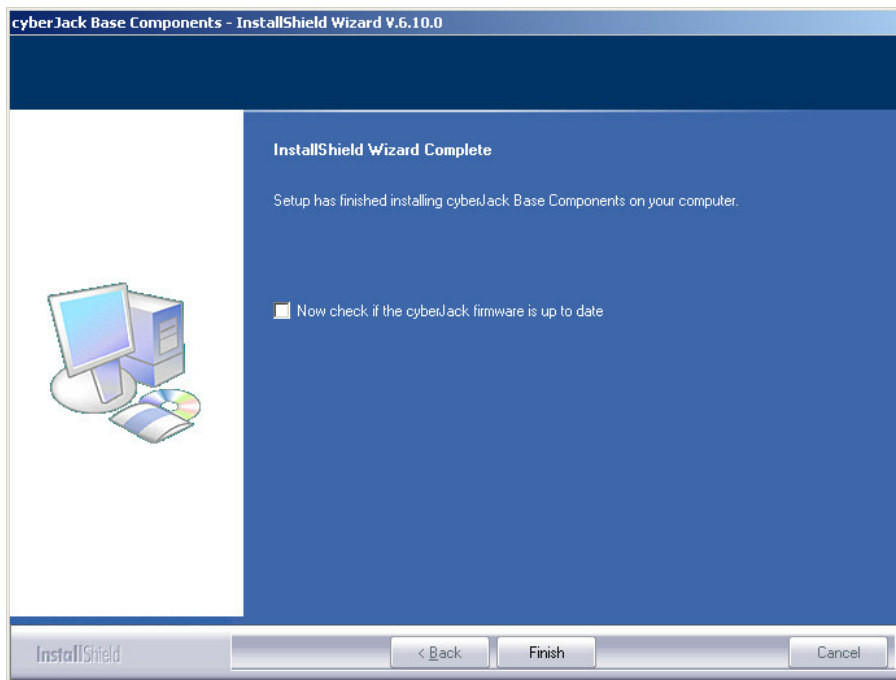 cyberJack Base Components - InstallShield Wizard V.6.10.0
InstallShield Wizard Complete
Setup has finished installing cyberJack Base Components on your computer.
Now check if the cyberJack firmware is up to date
InstallShield
< Back
Finish
Cancel